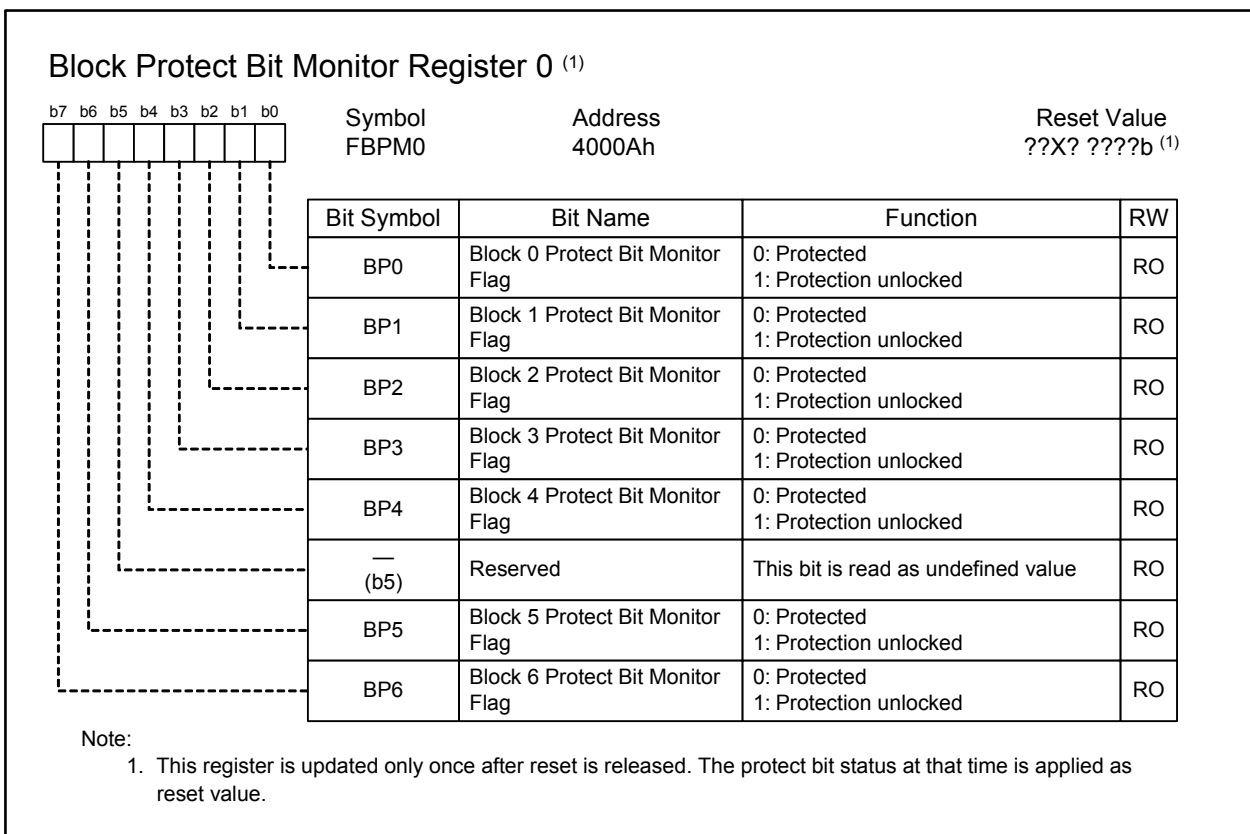 Block Protect Bit Monitor Register 0 (1)
b7 b6 b5 b4 b3 b2 b1 b0
Symbol Address Reset Value
FBPM0 4000Ah ??X? ????b (1)
Bit Symbol Bit Name Function RW
BP0 Block 0 Protect Bit Monitor Flag 0: Protected RO
1: Protection unlocked
BP1 Block 1 Protect Bit Monitor Flag 0: Protected RO
1: Protection unlocked
BP2 Block 2 Protect Bit Monitor Flag 0: Protected RO
1: Protection unlocked
BP3 Block 3 Protect Bit Monitor Flag 0: Protected RO
1: Protection unlocked
BP4 Block 4 Protect Bit Monitor Flag 0: Protected RO
1: Protection unlocked
— (b5) Reserved This bit is read as undefined value RO
BP5 Block 5 Protect Bit Monitor Flag 0: Protected RO
1: Protection unlocked
BP6 Block 6 Protect Bit Monitor Flag 0: Protected RO
1: Protection unlocked
Note:
1. This register is updated only once after reset is released. The protect bit status at that time is applied as
reset value.